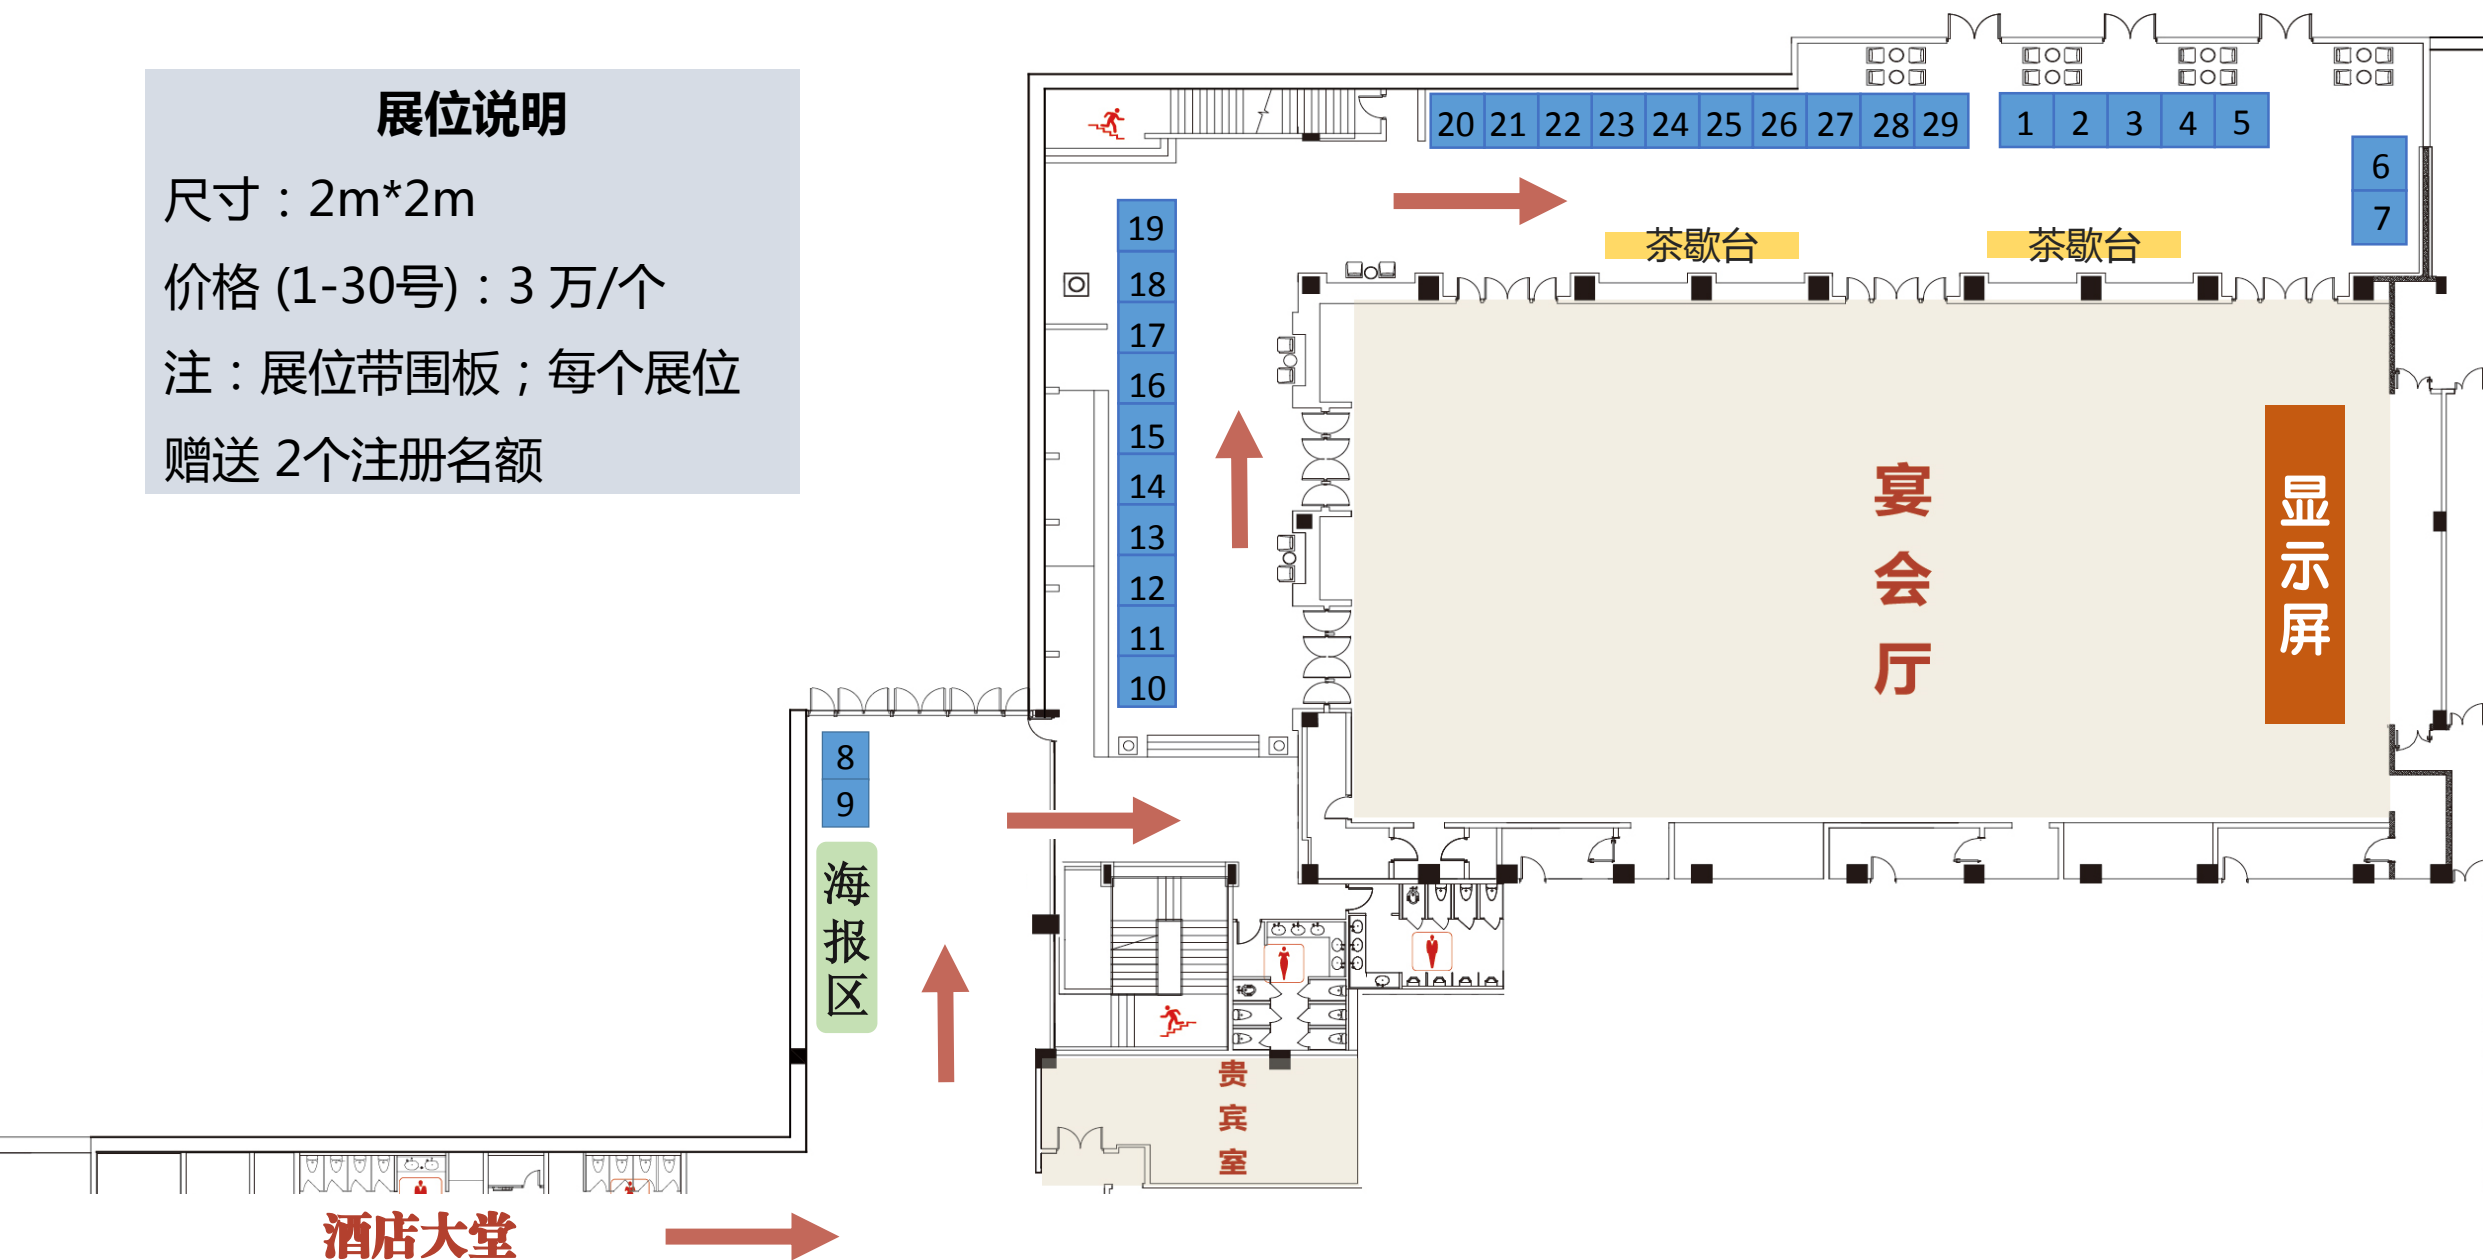 展位说明
尺寸：2m*2m
价格 (1-30号)：3 万/个
注：展位带围板；每个展位
赠送 2个注册名额
20 21 22 23 24 25 26 27 28 29
1 2 3 4 5
6
7
茶歇台
茶歇台
19
18
17
16
15
14
13
12
11
10
宴会厅
显示屏
8
9
海报区
贵宾室
酒店大堂